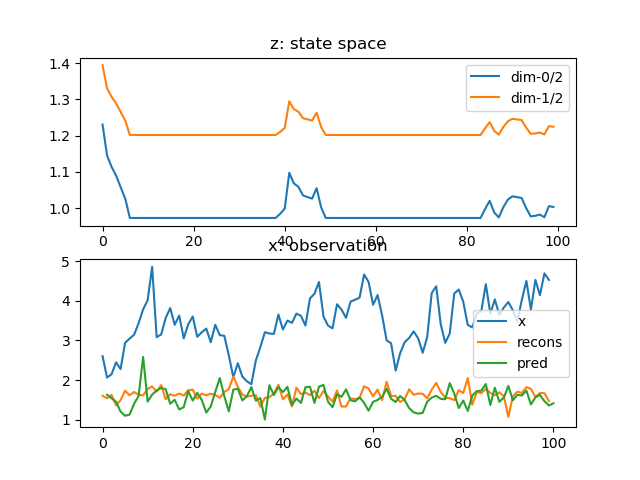 z: state space
1.4
1.3
1.2
1.1
1.0
dim-0/2
dim-1/2
0 20 40 60 80 100
x: observation
5
4
3
2
1
x
recons
pred
0 20 40 60 80 100